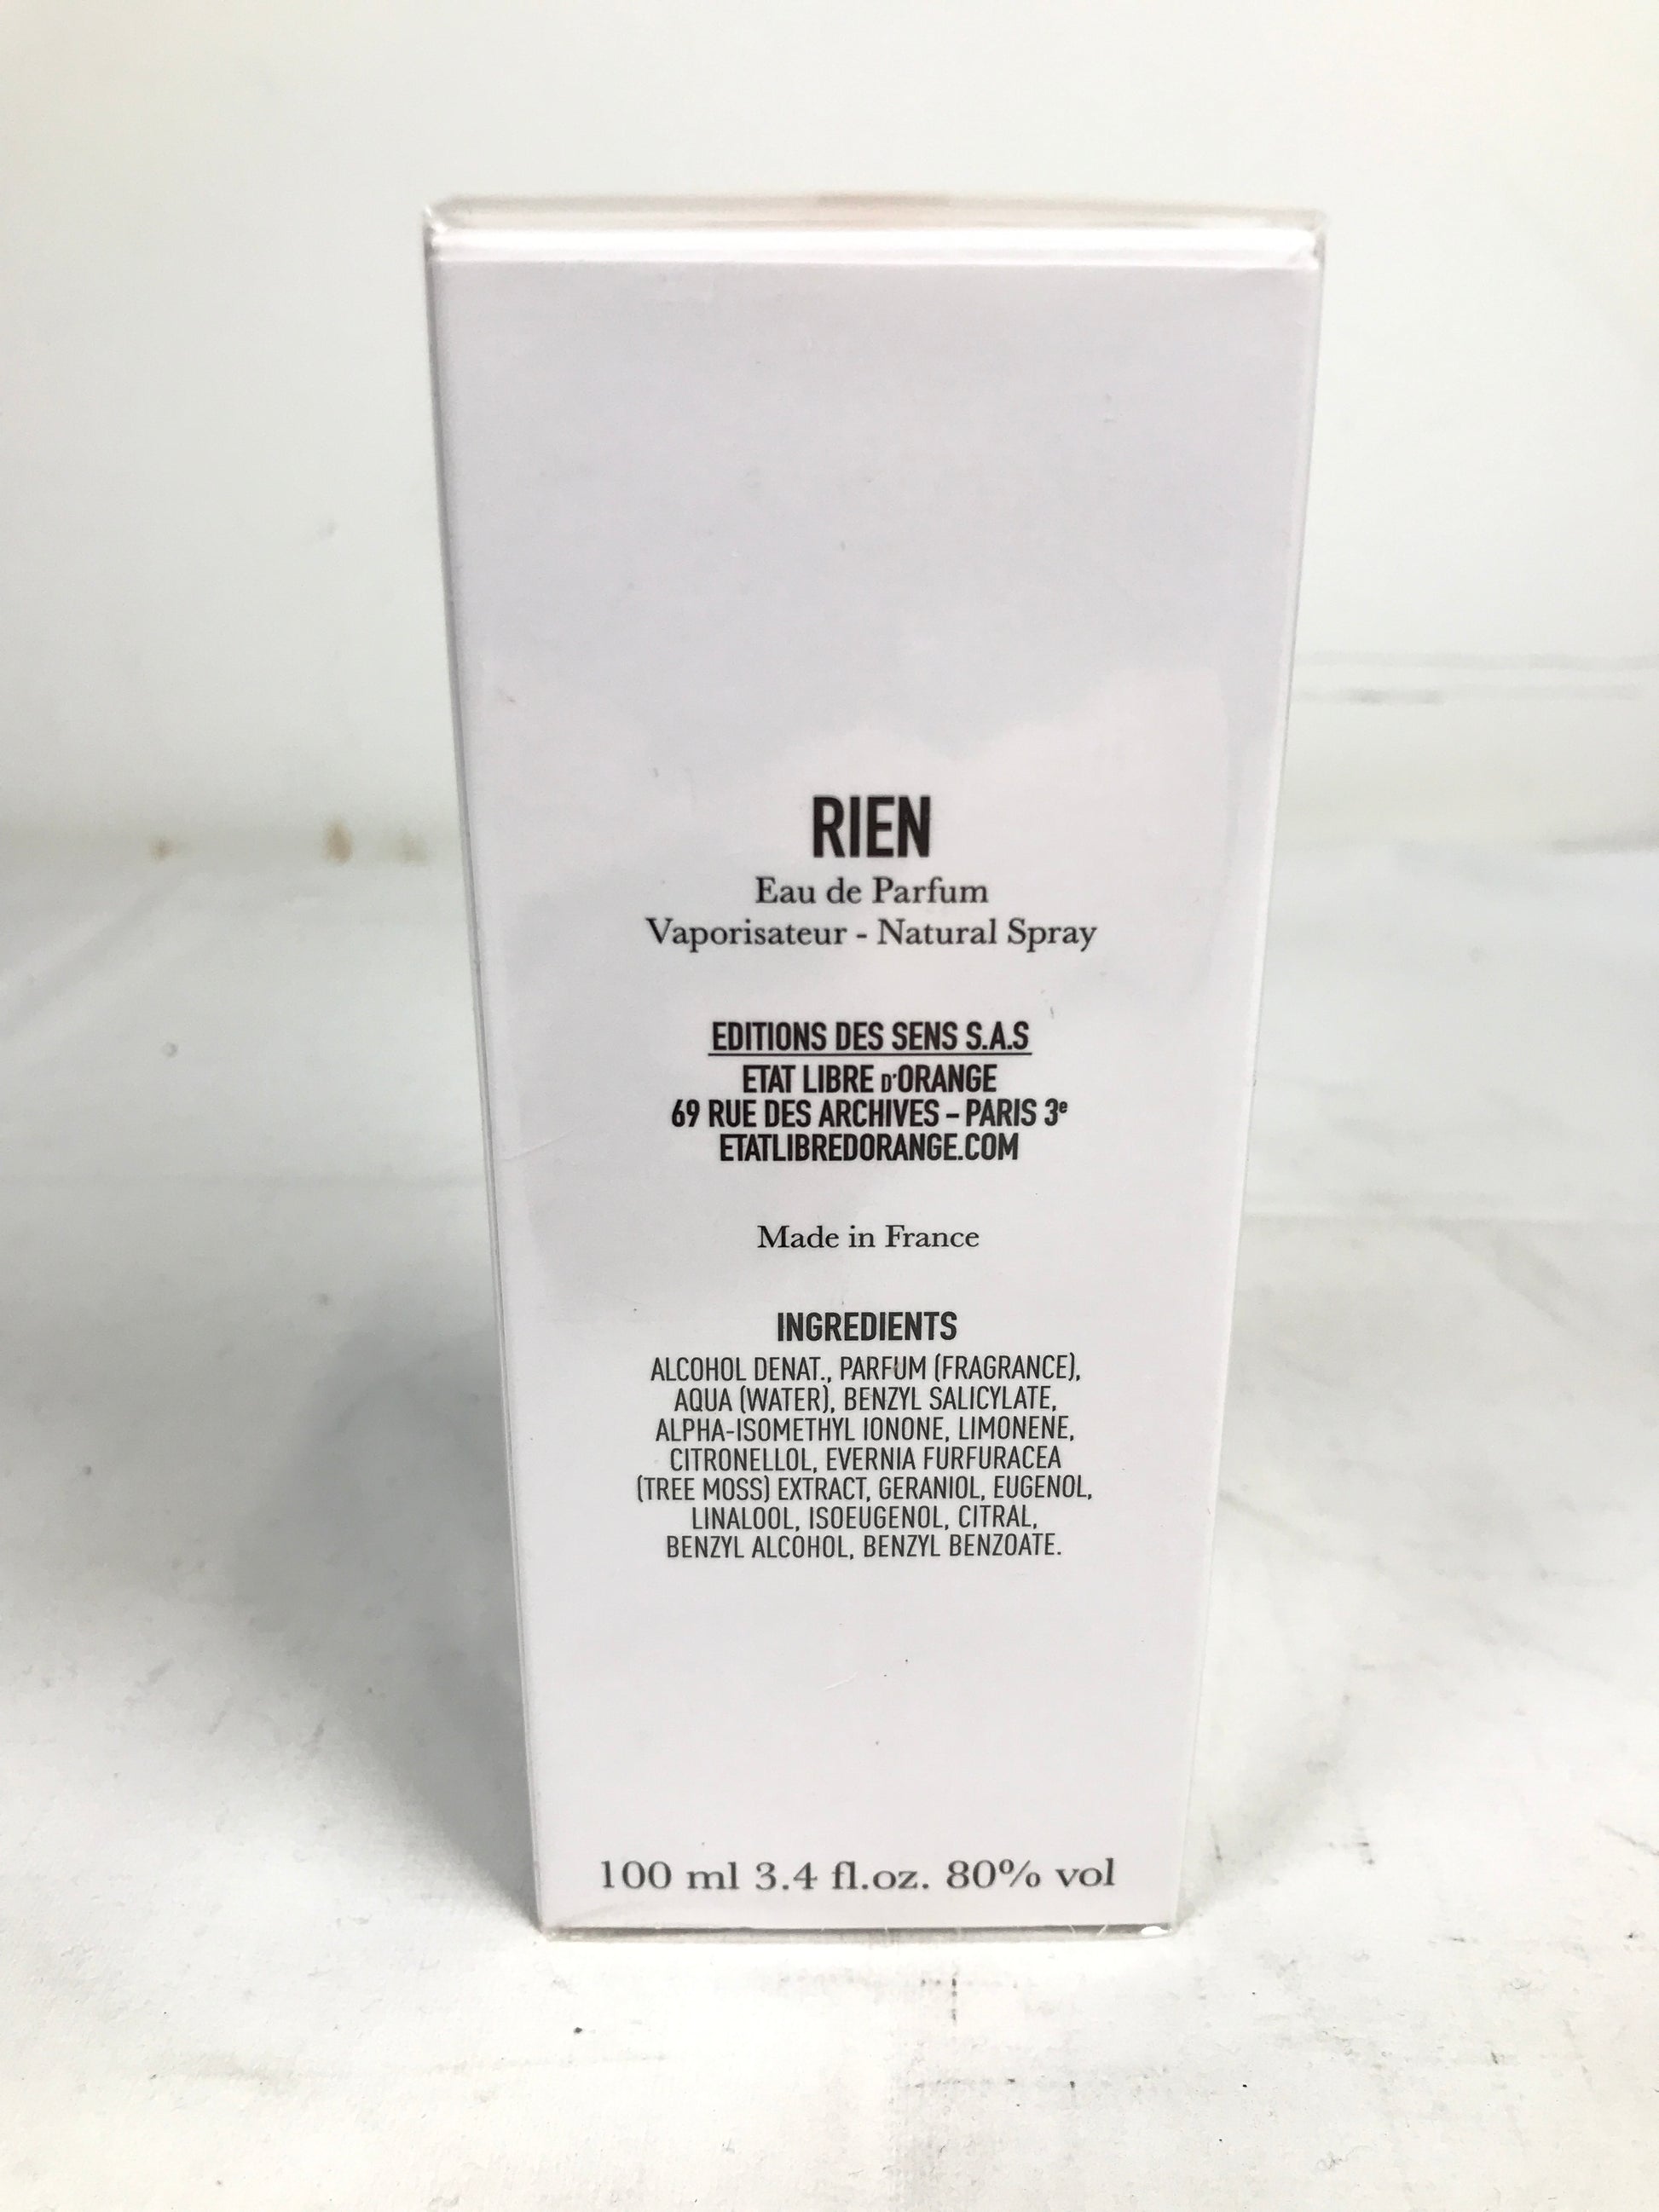 RIEN
Eau de Parfum
Vaporisateur - Natural Spray
EDITIONS DES SENS S.A.S
ETAT LIBRE D'ORANGE
69 RUE DES ARCHIVES – PARIS 3e
ETATLIBREDORANGE.COM
Made in France
INGREDIENTS
ALCOHOL DENAT., PARFUM (FRAGRANCE),
AQUA (WATER), BENZYL SALICYLATE,
ALPHA-ISOMETHYL IONONE, LIMONENE,
CITRONELLOL, EVERNIA FURFURACEA
(TREE MOSS) EXTRACT, GERANIOL, EUGENOL,
LINALOOL, ISOEUGENOL, CITRAL,
BENZYL ALCOHOL, BENZYL BENZOATE.
100 ml 3.4 fl.oz. 80% vol